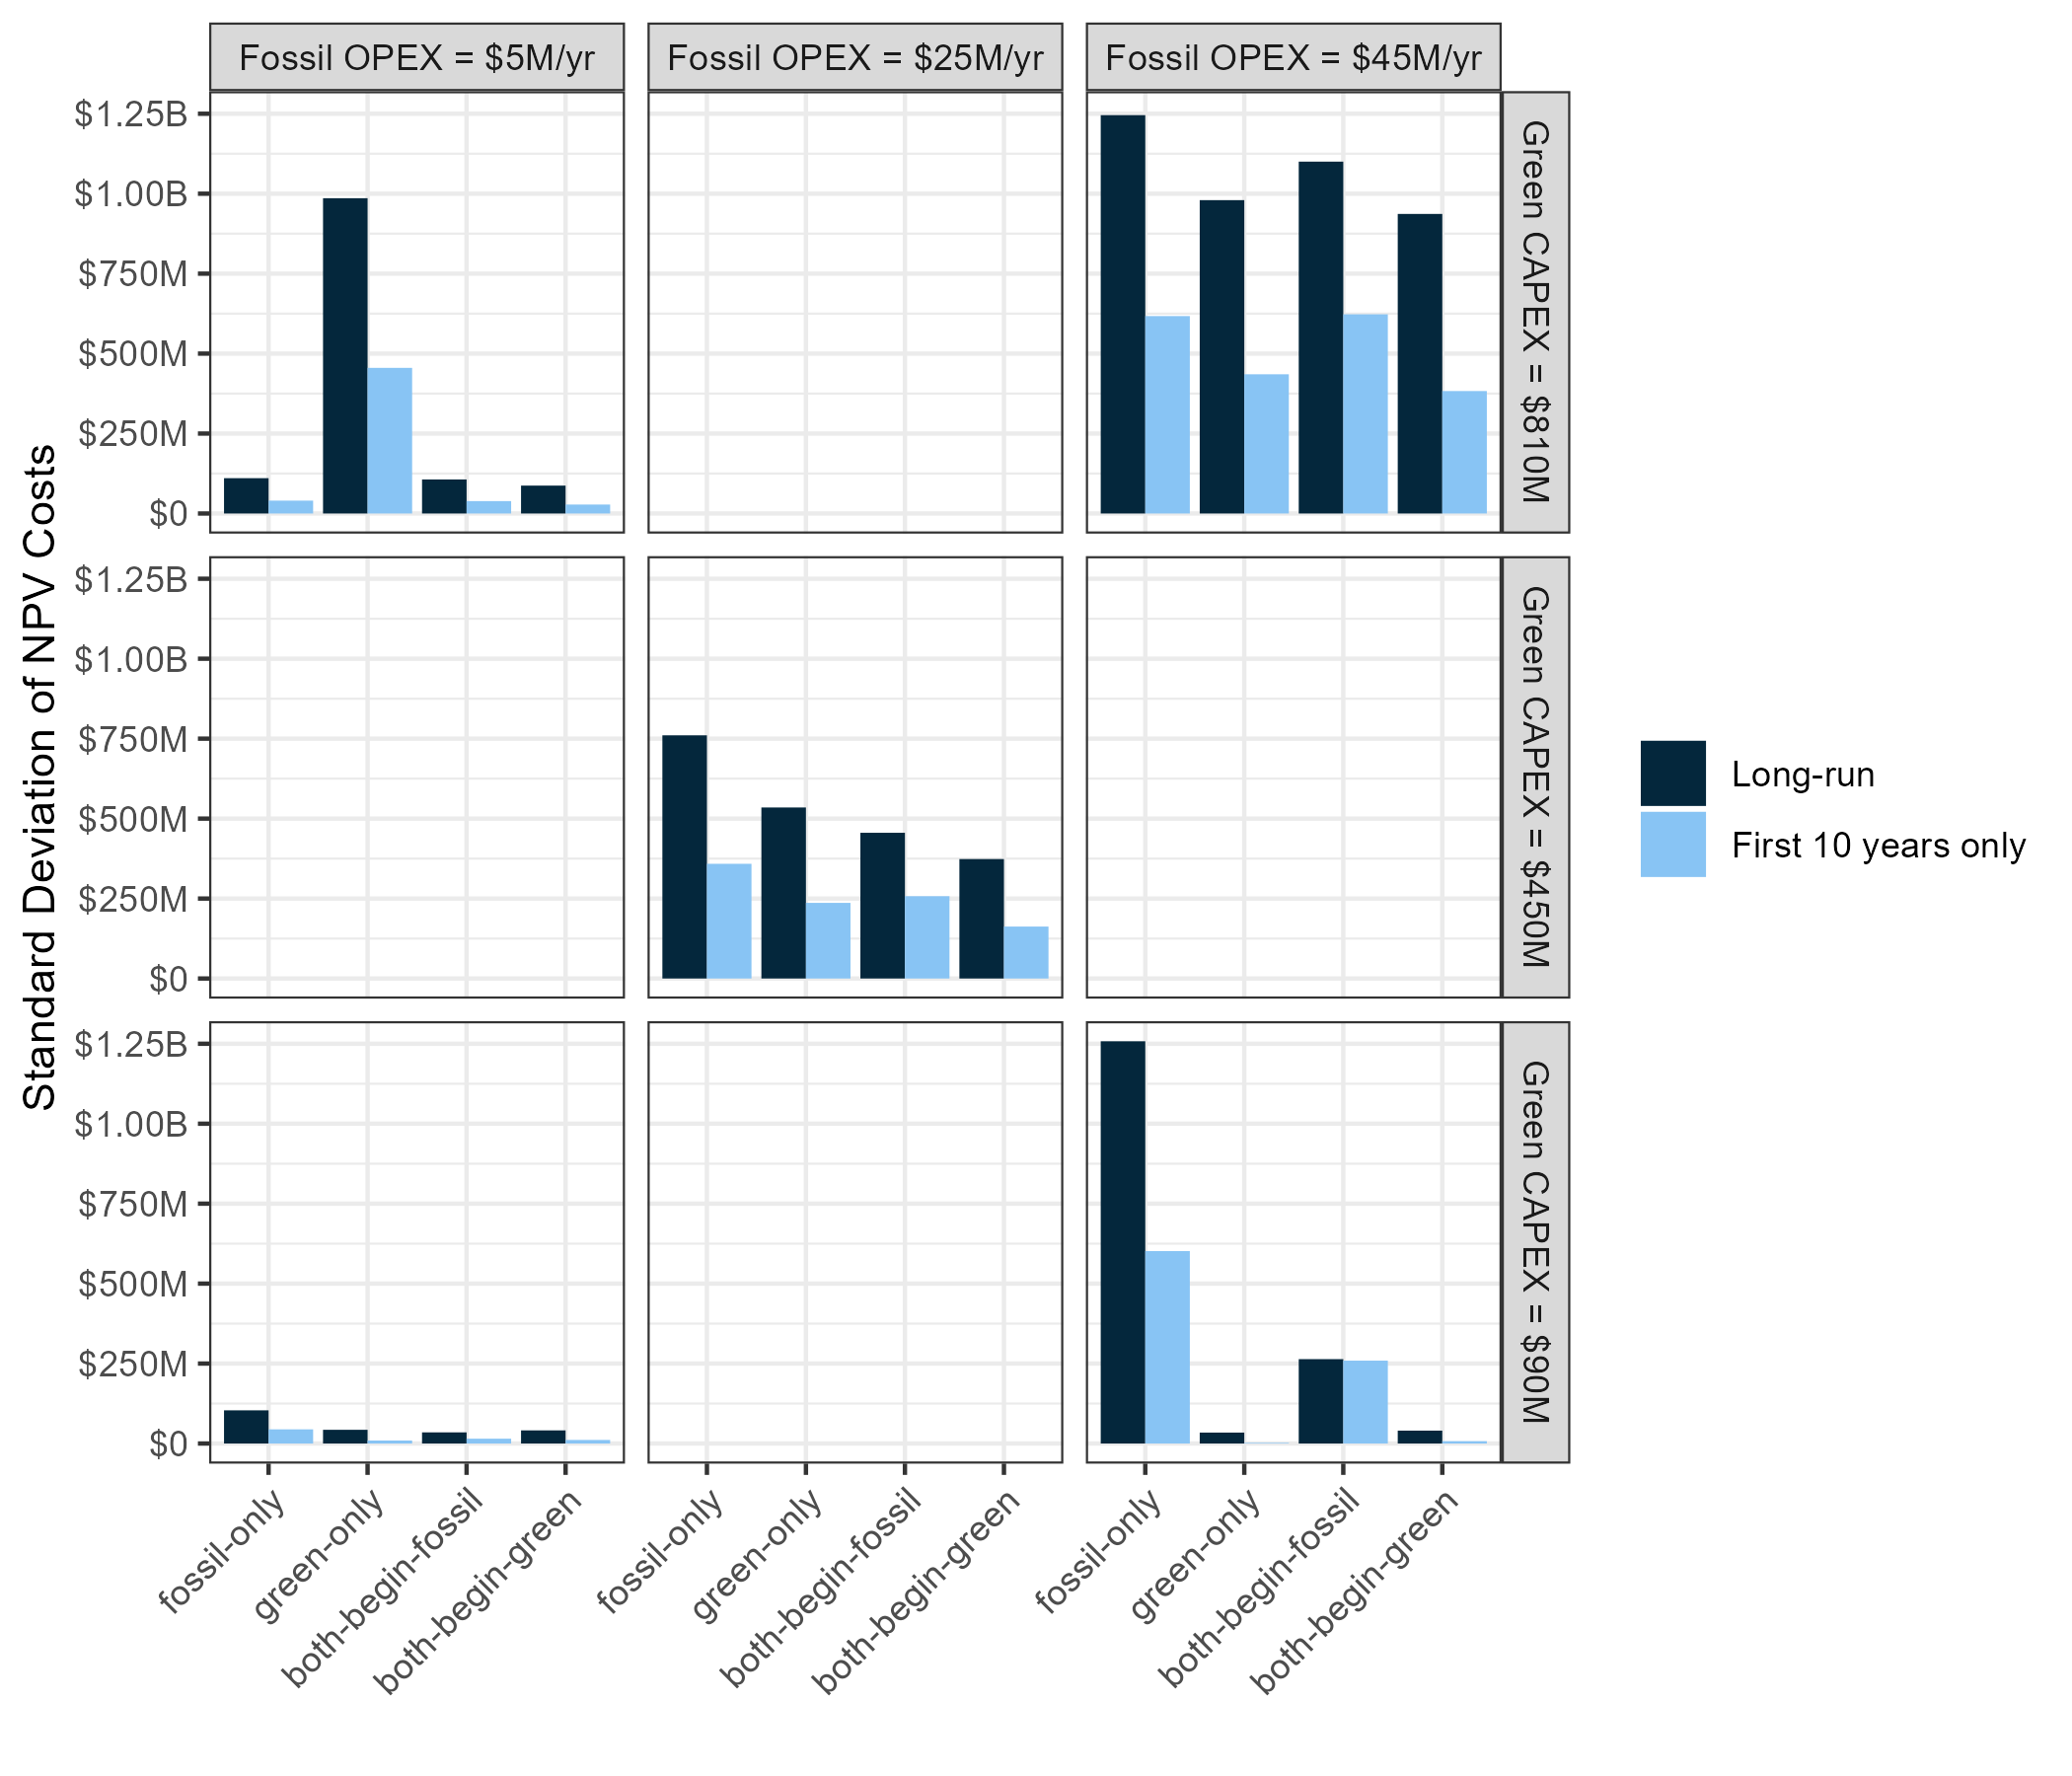 Fossil OPEX = $5M/yr
Fossil OPEX = $25M/yr
Fossil OPEX = $45M/yr
Standard Deviation of NPV Costs
$1.25B
$1.00B
$750M
$500M
$250M
$0
Green CAPEX = $810M
$1.25B
$1.00B
$750M
$500M
$250M
$0
Green CAPEX = $450M
$1.25B
$1.00B
$750M
$500M
$250M
$0
Green CAPEX = $90M
fossil-only
green-only
both-begin-fossil
both-begin-green
fossil-only
green-only
both-begin-fossil
both-begin-green
fossil-only
green-only
both-begin-fossil
both-begin-green
Long-run
First 10 years only